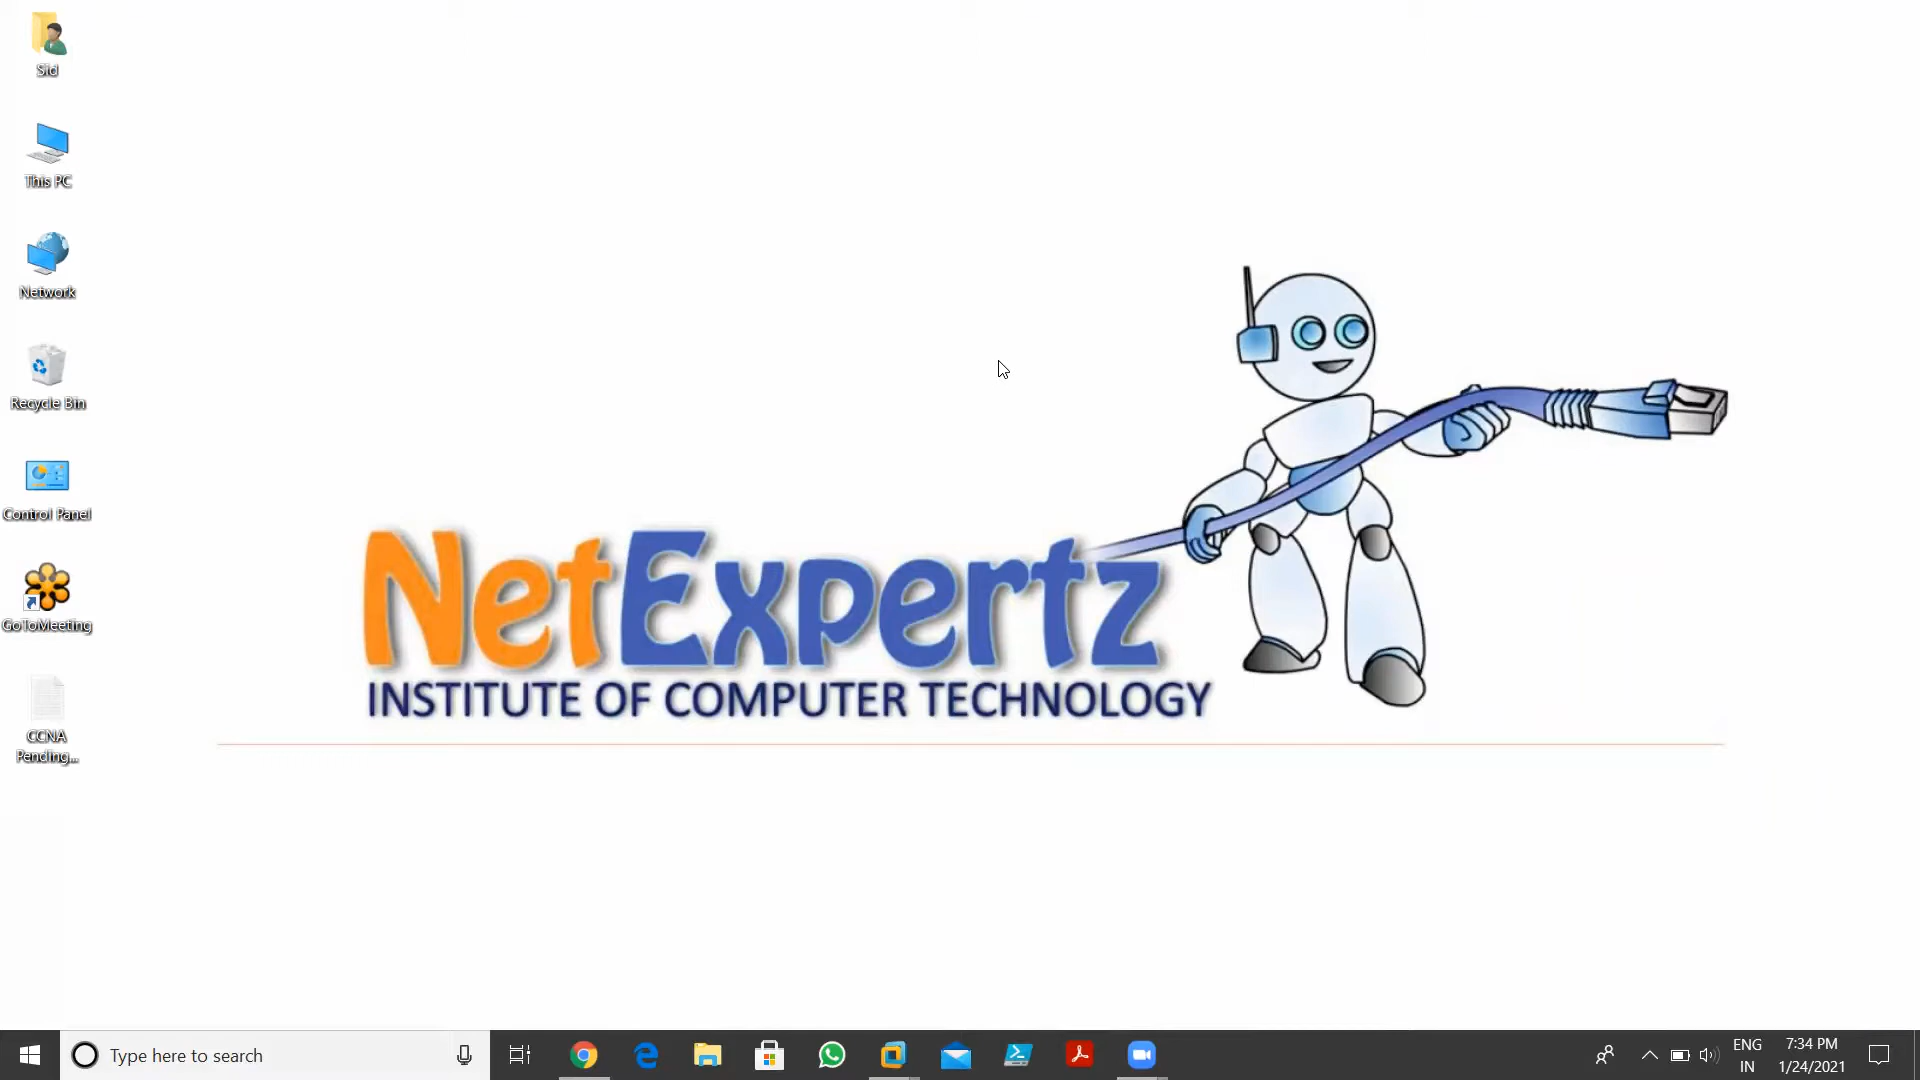 Sid
This PC
Network
Recycle Bin
Control Panel
GoToMeeting
CCNA
Pending...
NetExpertz
INSTITUTE OF COMPUTER TECHNOLOGY
Type here to search
ENG
IN
7:34 PM
1/24/2021